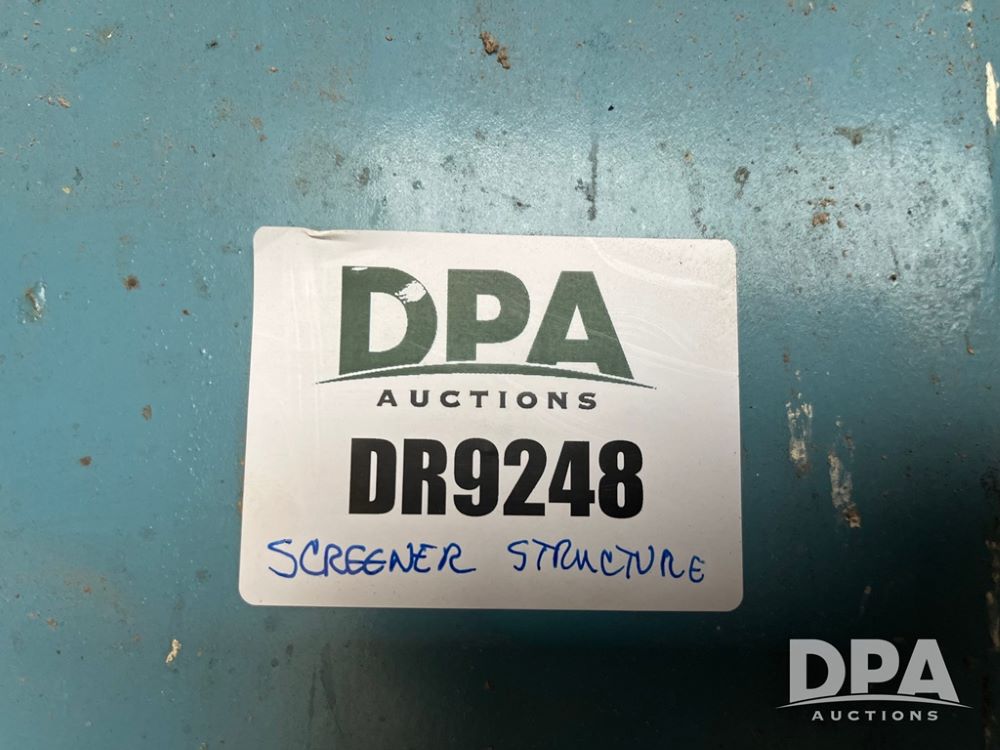 DPA
AUCTIONS
DR9248
SCREENER STRUCTURE
DPA
AUCTIONS